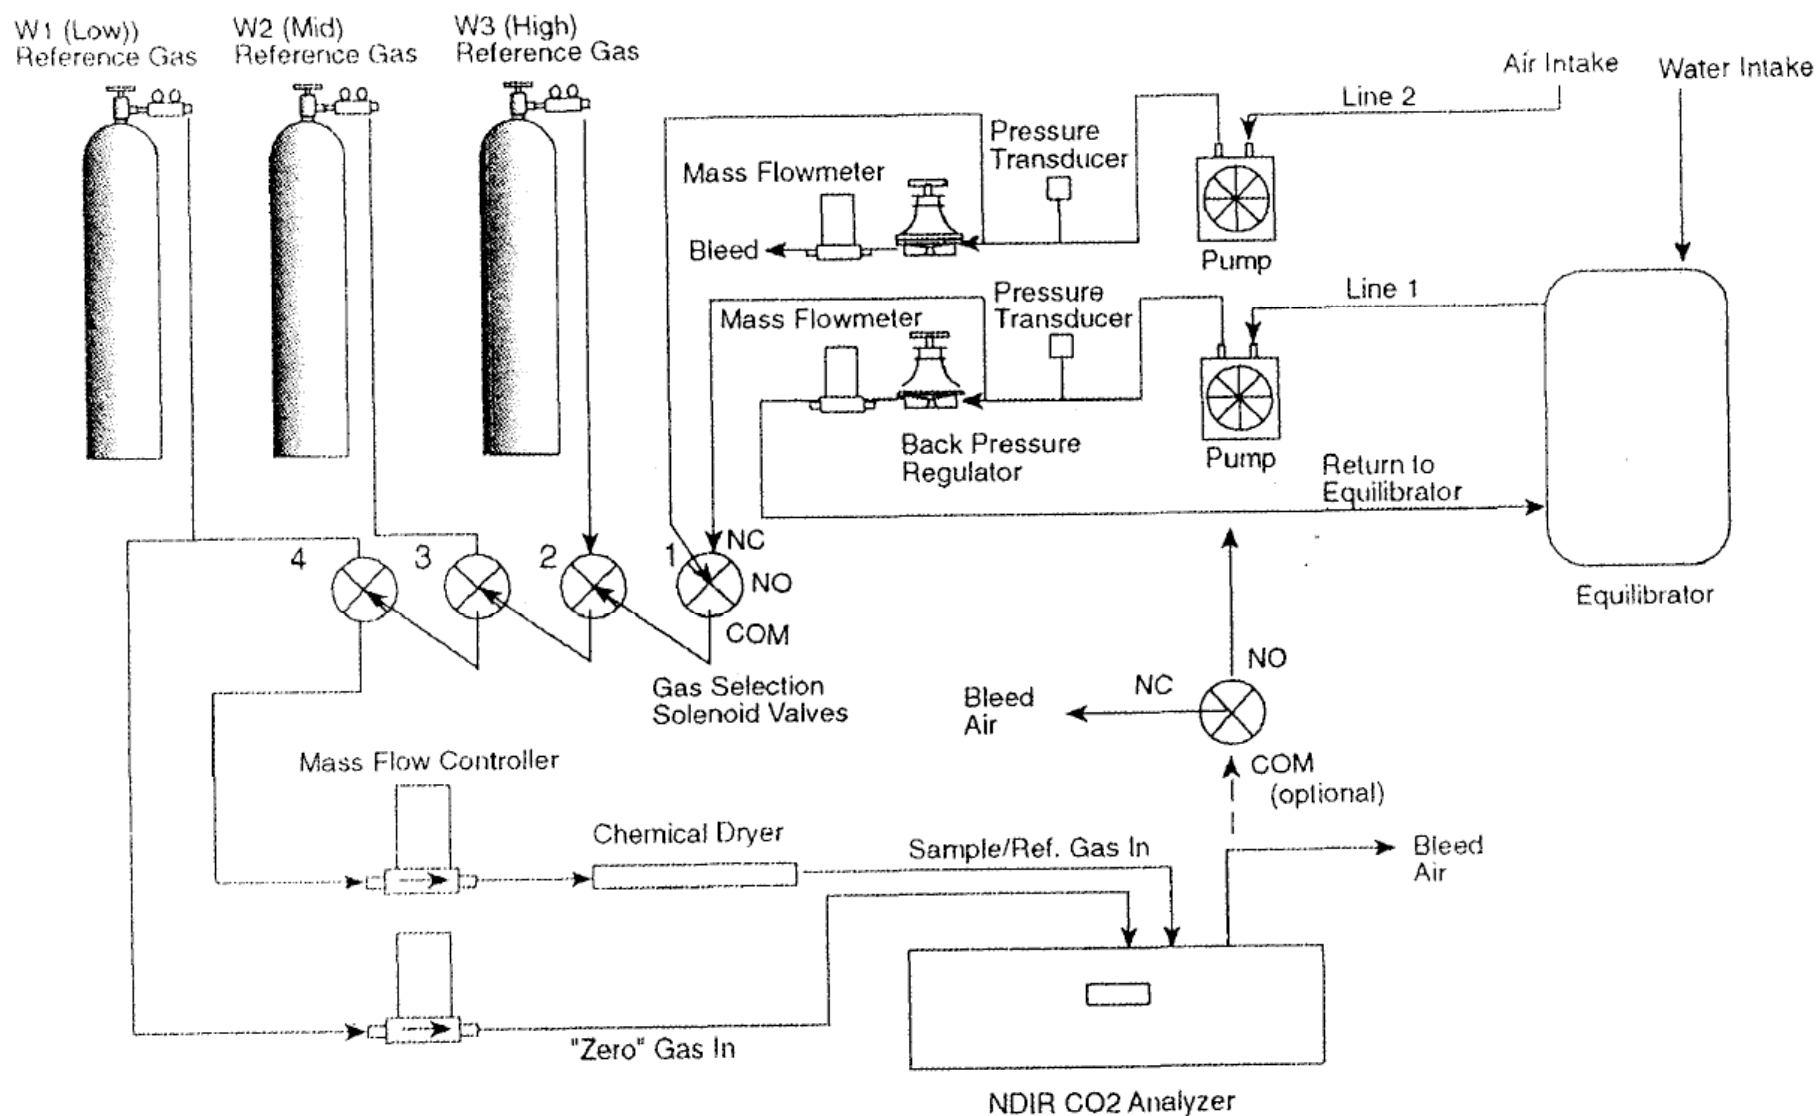 W1 (Low))
Reference Gas
W2 (Mid)
Reference Gas
W3 (High)
Reference Gas
Air Intake
Water Intake
Line 2
Pressure
Transducer
Mass Flowmeter
Bleed
Pump
Line 1
Pressure
Transducer
Mass Flowmeter
Back Pressure
Regulator
Pump
Return to
Equilibrator
Equilibrator
4
3
2
1
NC
NO
COM
Gas Selection
Solenoid Valves
NO
NC
Bleed
Air
COM
(optional)
Mass Flow Controller
Chemical Dryer
Sample/Ref. Gas In
Bleed
Air
"Zero" Gas In
NDIR CO2 Analyzer